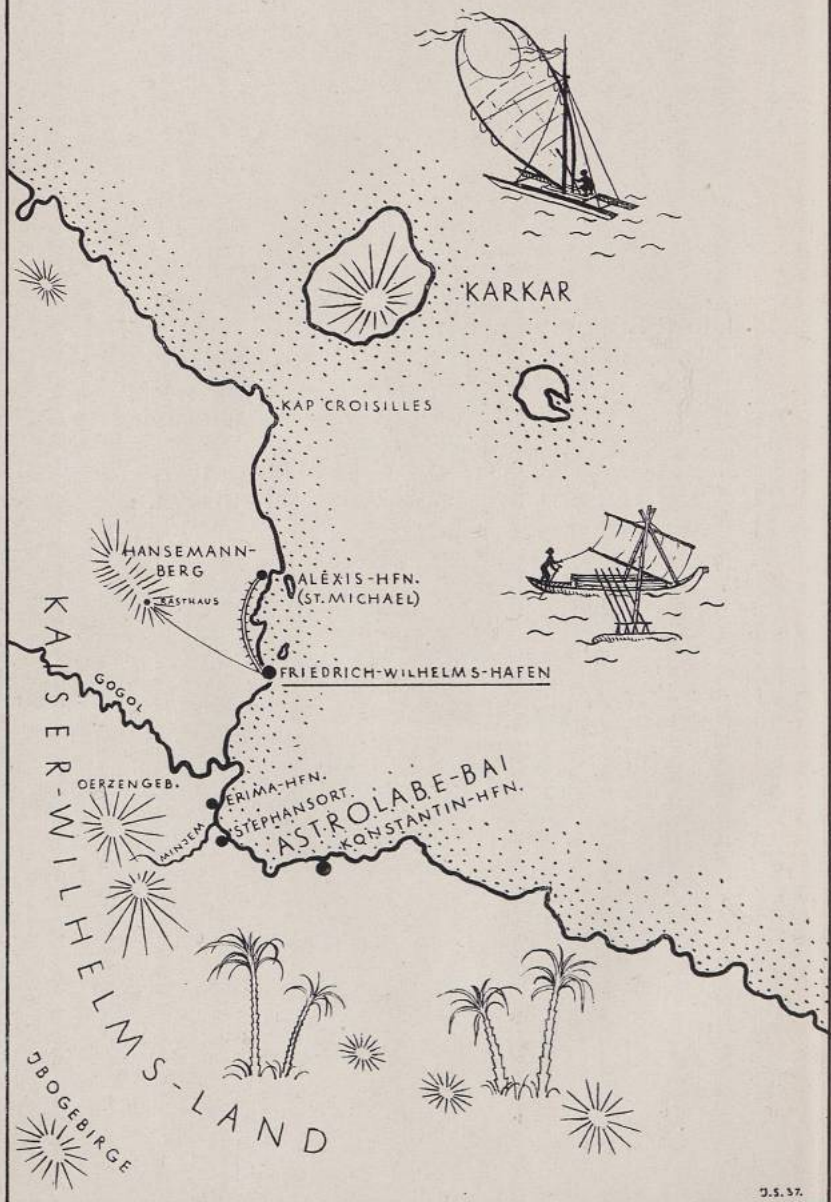 KARKAR
KAP CROISILLES
HANSEMANN-
BERG
RASTHAUS
ALEXIS-HFN.
(ST. MICHAEL)
FRIEDRICH-WILHELMS-HAFEN
KAISER-WILHELMS-LAND
GOGOL
OERZENGEB.
ERIMA-HFN.
STEPHANSORT
MINJEM
ASTROLABE-BAI
KONSTANTIN-HFN.
JBOGEBIRGE
J.S.37.